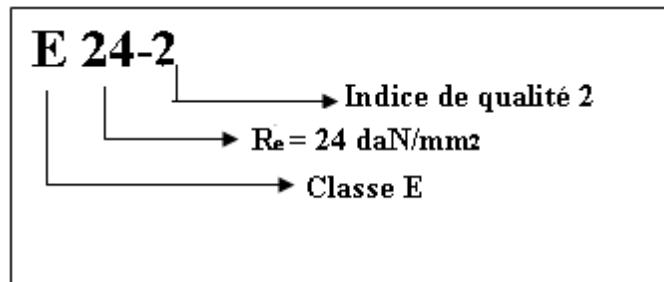 E 24-2
Indice de qualité 2
Re = 24 daN/mm2
Classe E